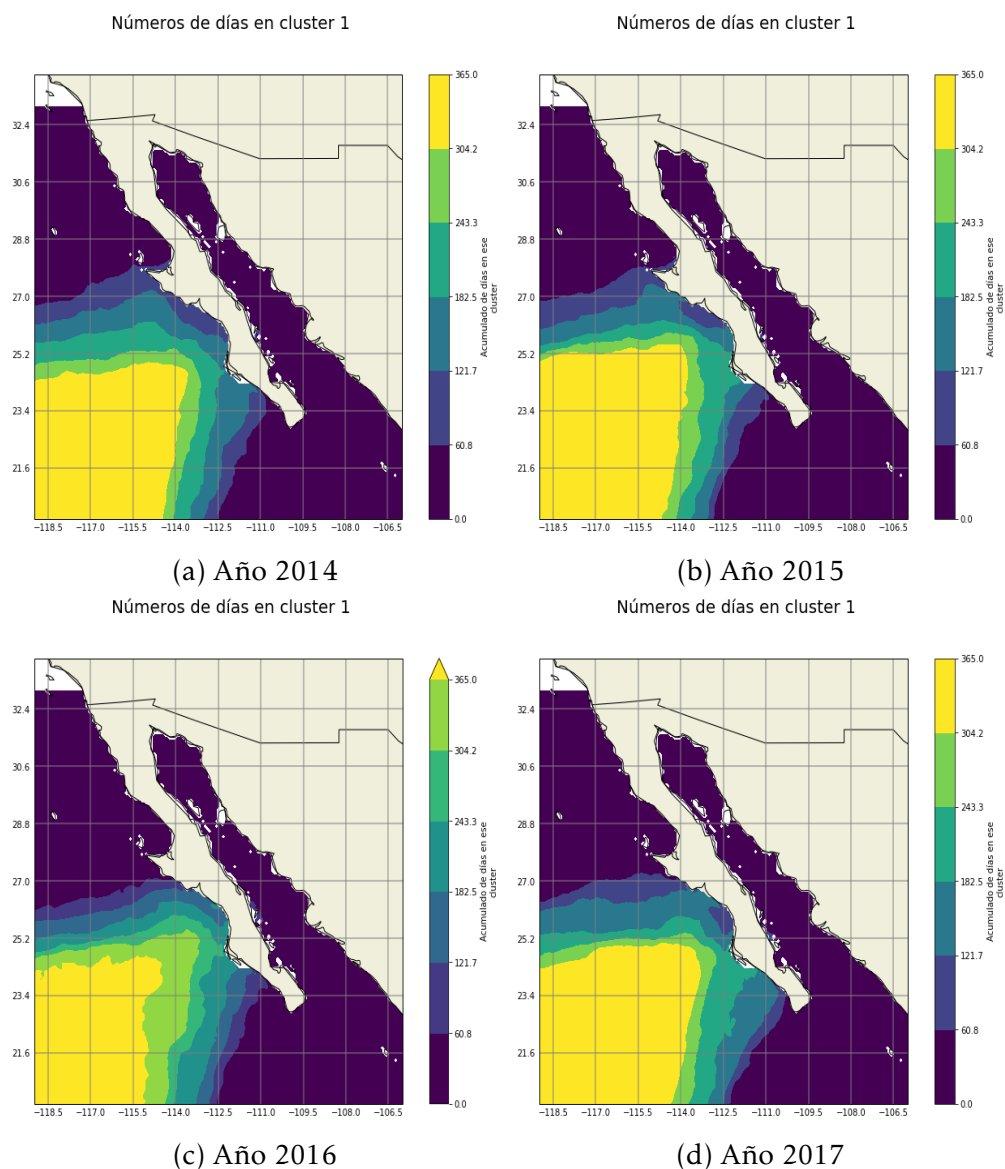 Números de días en cluster 1
Números de días en cluster 1
365.0
304.2
243.3
182.5
121.7
60.8
0.0
Acumulado de días en ese
cluster
32.4
30.6
28.8
27.0
25.2
23.4
21.6
−118.5 −117.0 −115.5 −114.0 −112.5 −111.0 −109.5 −108.0 −106.5
365.0
304.2
243.3
182.5
121.7
60.8
0.0
Acumulado de días en ese
cluster
32.4
30.6
28.8
27.0
25.2
23.4
21.6
−118.5 −117.0 −115.5 −114.0 −112.5 −111.0 −109.5 −108.0 −106.5
(a) Año 2014
(b) Año 2015
Números de días en cluster 1
Números de días en cluster 1
365.0
304.2
243.3
182.5
121.7
60.8
0.0
Acumulado de días en ese
cluster
32.4
30.6
28.8
27.0
25.2
23.4
21.6
−118.5 −117.0 −115.5 −114.0 −112.5 −111.0 −109.5 −108.0 −106.5
365.0
304.2
243.3
182.5
121.7
60.8
0.0
Acumulado de días en ese
cluster
32.4
30.6
28.8
27.0
25.2
23.4
21.6
−118.5 −117.0 −115.5 −114.0 −112.5 −111.0 −109.5 −108.0 −106.5
(c) Año 2016
(d) Año 2017